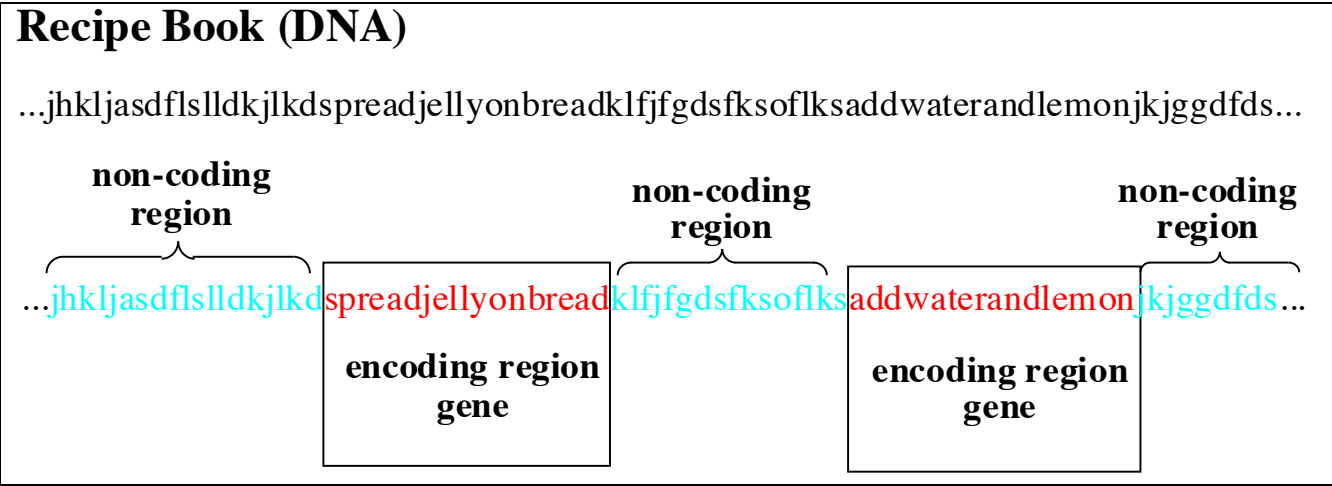 Recipe Book (DNA)
...jhkljasdflslldkjlkdspreadjellyonbreadklfjfgdsfksoflksaddwaterandlemonjkjggdfds...
non-coding
region
non-coding
region
non-coding
region
...jhkljasdflslldkjlkdspreadjellyonbreadklfjfgdsfksoflksaddwaterandlemonjkjggdfds...
encoding region
gene
encoding region
gene